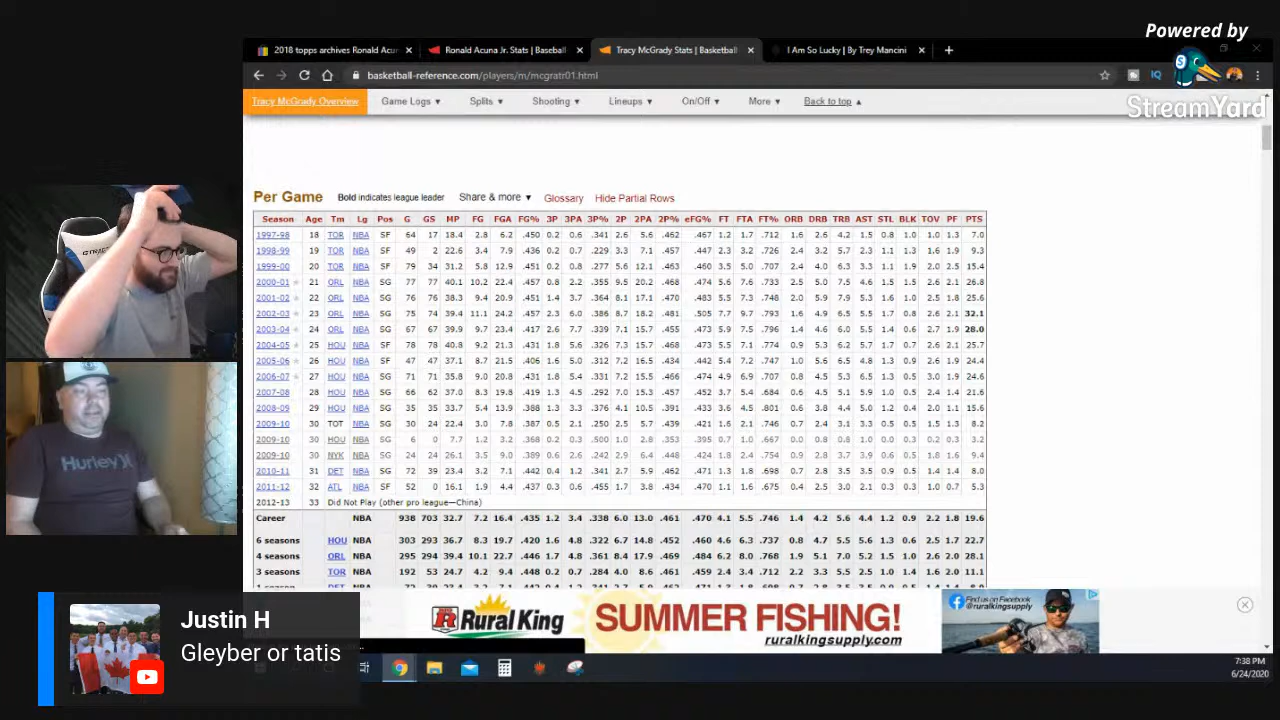 Powered by
StreamYard
2018 topps archives Ronald Acu
Ronald Acuna Jr. Stats | Baseball
Tracy McGrady Stats | Basketball
I Am So Lucky | By Trey Mancini
basketball-reference.com/players/m/mcgratr01.html
Tracy McGrady Overview Game Logs Splits Shooting Lineups On/Off More Back to top
Per Game Bold indicates league leader Share & more Glossary Hide Partial Rows
Season Age Tm Lg Pos G GS MP FG FGA FG% 3P 3PA 3P% 2P 2PA 2P% eFG% FT FTA FT% ORB DRB TRB AST STL BLK TOV PF PTS
1997-98 18 TOR NBA SF 64 17 18.4 2.8 6.2 .450 0.2 0.6 .341 2.6 5.6 .462 .467 1.2 1.7 .712 1.6 2.6 4.2 1.5 0.8 1.0 1.0 1.2 7.0
1998-99 19 TOR NBA SF 49 2 22.6 3.4 7.9 .436 0.2 0.8 .229 3.3 7.1 .457 .447 2.3 3.2 .726 2.4 3.2 5.7 2.3 1.1 1.3 1.6 1.9 9.3
1999-00 20 TOR NBA SF 79 34 31.2 5.8 12.9 .451 0.2 0.8 .277 5.6 12.1 .463 .460 3.5 5.0 .707 2.4 4.0 6.3 3.3 1.1 1.9 2.0 2.5 15.4
2000-01 21 ORL NBA SG 77 77 40.1 10.2 22.4 .457 0.8 2.2 .355 9.5 20.2 .468 .474 5.6 7.6 .733 2.5 5.0 7.5 4.6 1.5 1.5 2.6 2.1 26.8
2001-02 22 ORL NBA SG 76 76 38.3 9.4 20.9 .451 1.4 3.7 .364 8.1 17.1 .470 .483 5.5 7.3 .748 2.0 5.9 7.9 5.3 1.6 1.0 2.5 1.8 25.6
2002-03 23 ORL NBA SG 75 74 39.4 11.1 24.2 .457 2.3 6.0 .386 8.7 18.2 .481 .505 7.7 9.7 .793 1.6 4.9 6.5 5.5 1.7 0.8 2.6 2.1 32.1
2003-04 24 ORL NBA SG 67 67 39.9 9.7 23.4 .417 2.6 7.7 .339 7.1 15.7 .455 .473 5.9 7.5 .796 1.4 4.6 6.0 5.5 1.4 0.6 2.7 1.9 28.0
2004-05 25 HOU NBA SG 78 78 40.8 9.2 21.3 .431 1.8 5.6 .326 7.3 15.7 .468 .473 5.5 7.1 .774 0.9 5.3 6.2 5.7 1.7 0.7 2.6 2.1 25.7
2005-06 26 HOU NBA SG 47 47 37.1 8.7 21.5 .406 1.6 5.0 .312 7.2 16.5 .434 .442 5.4 7.2 .747 1.0 5.6 6.5 4.8 1.3 0.9 2.6 1.9 24.4
2006-07 27 HOU NBA SG 71 71 35.8 9.0 20.8 .431 1.8 5.4 .331 7.2 15.5 .466 .473 4.9 6.9 .707 0.8 4.5 5.3 6.5 1.3 0.5 3.0 1.9 24.6
2007-08 28 HOU NBA SG 66 62 37.0 8.3 19.8 .419 1.3 4.5 .292 7.0 15.3 .457 .452 3.7 5.4 .684 0.6 4.5 5.1 5.9 1.0 0.5 2.4 1.4 21.6
2008-09 29 HOU NBA SG 35 35 33.7 5.4 13.9 .388 1.3 3.3 .376 4.1 10.5 .391 .433 3.6 4.5 .801 0.6 3.8 4.4 5.0 1.2 0.4 2.0 1.1 15.6
2009-10 30 TOT NBA SG 30 24 22.4 3.0 7.8 .387 0.5 2.1 .250 2.5 5.7 .439 .421 1.6 2.1 .746 0.7 2.4 3.1 3.3 0.5 0.5 1.5 1.3 8.2
2009-10 30 HOU NBA SG 6 0 7.7 1.2 3.2 .368 0.2 0.3 .500 1.0 2.8 .353 .395 0.7 1.0 .667 0.0 0.8 0.8 1.0 0.0 0.3 0.2 0.3 3.2
2009-10 30 NYK NBA SG 24 24 26.1 3.5 9.0 .389 0.6 2.6 .242 2.9 6.4 .448 .424 1.8 2.4 .754 0.9 2.8 3.7 3.9 0.6 0.5 1.8 1.6 9.4
2010-11 31 DET NBA SG 72 39 23.4 3.2 7.1 .442 0.4 1.2 .341 2.7 5.9 .462 .471 1.3 1.8 .698 0.7 2.8 3.5 3.5 0.9 0.5 1.4 1.4 8.0
2011-12 32 ATL NBA SF 52 0 16.1 1.9 4.4 .437 0.3 0.6 .455 1.7 3.8 .434 .470 1.1 1.6 .675 0.4 2.5 3.0 2.1 0.3 0.3 1.0 0.7 5.3
2012-13 33 Did Not Play (other pro league—China)
Career NBA 938 703 32.7 7.2 16.4 .435 1.2 3.4 .338 6.0 13.0 .461 .470 4.1 5.5 .746 1.4 4.2 5.6 4.4 1.2 0.9 2.2 1.8 19.6
6 seasons HOU NBA 303 293 36.7 8.3 19.7 .420 1.6 4.8 .322 6.7 14.8 .452 .460 4.6 6.3 .737 0.8 4.7 5.5 5.6 1.3 0.6 2.5 1.7 22.7
4 seasons ORL NBA 295 294 39.4 10.1 22.7 .446 1.7 4.8 .361 8.4 17.9 .469 .484 6.2 8.0 .768 1.9 5.1 7.0 5.2 1.5 1.0 2.6 2.0 28.1
3 seasons TOR NBA 192 53 24.7 4.2 9.4 .448 0.2 0.7 .284 4.0 8.6 .461 .459 2.4 3.4 .712 2.2 3.3 5.5 2.5 1.0 1.4 1.6 2.0 11.1
Hurley
Rural King
SUMMER FISHING!
ruralkingsupply.com
Find us on Facebook
@ruralkingsupply
Justin H
Gleyber or tatis
7:38 PM
6/24/2020